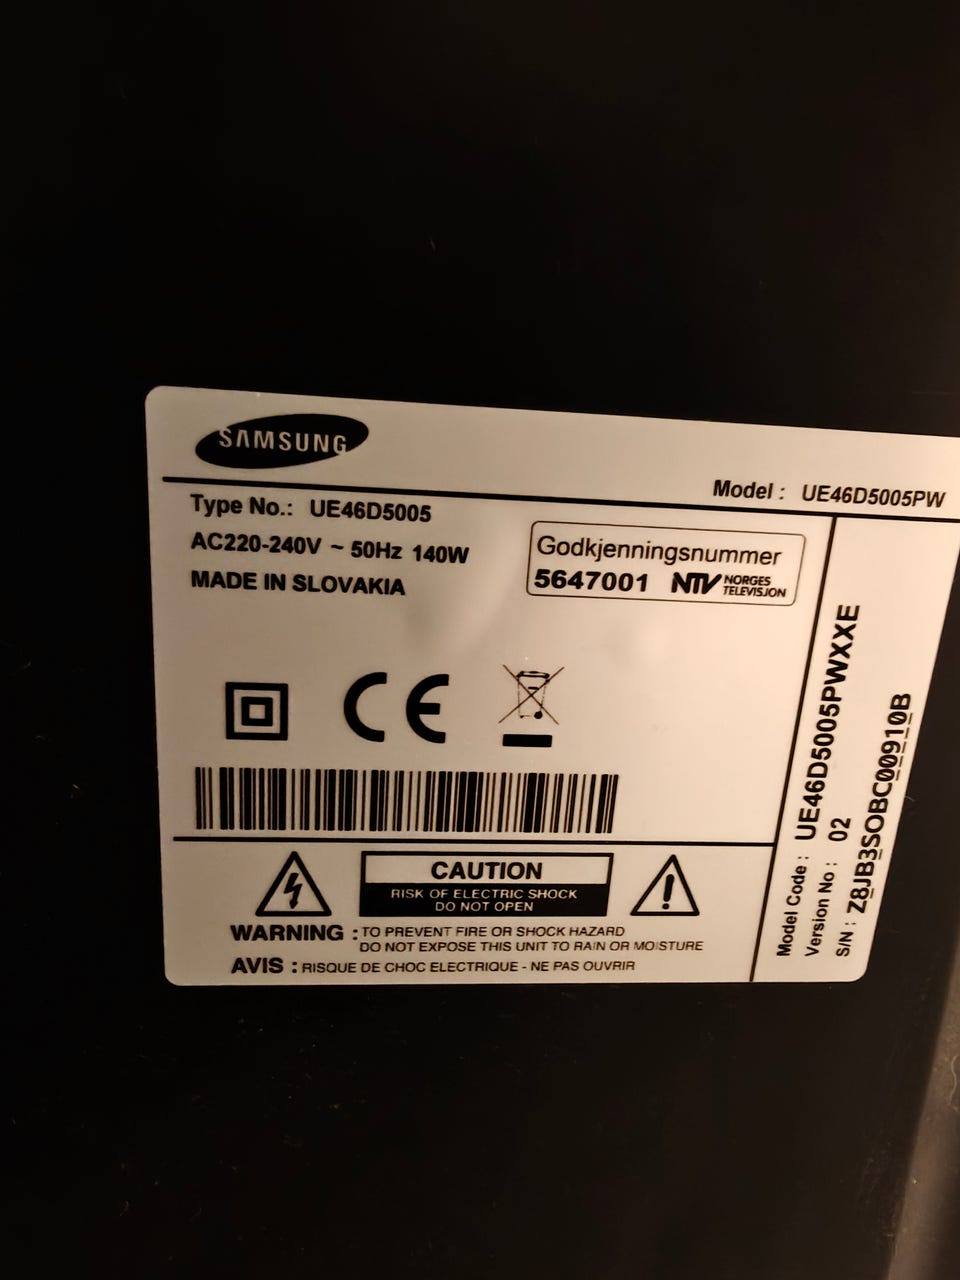 SAMSUNG
Model : UE46D5005PW
Type No.: UE46D5005
AC220-240V ~ 50Hz 140W
MADE IN SLOVAKIA
Godkjenningsnummer
5647001 NTV NORGES
TELEVISJON
CE
CAUTION
RISK OF ELECTRIC SHOCK
DO NOT OPEN
WARNING : TO PREVENT FIRE OR SHOCK HAZARD
DO NOT EXPOSE THIS UNIT TO RAIN OR MOISTURE
AVIS : RISQUE DE CHOC ELECTRIQUE - NE PAS OUVRIR
Model Code : UE46D5005PWXXE
Version No : 02
S/N : Z8JB3SOBC00910B